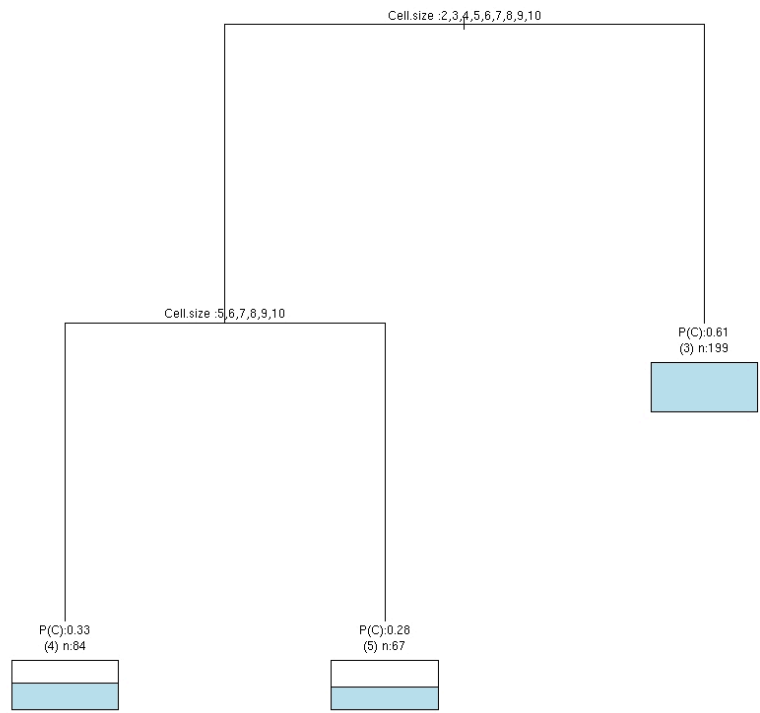 Cell.size :2,3,4,5,6,7,8,9,10
Cell.size :5,6,7,8,9,10
P(C):0.61
(3) n:199
P(C):0.33
(4) n:84
P(C):0.28
(5) n:67